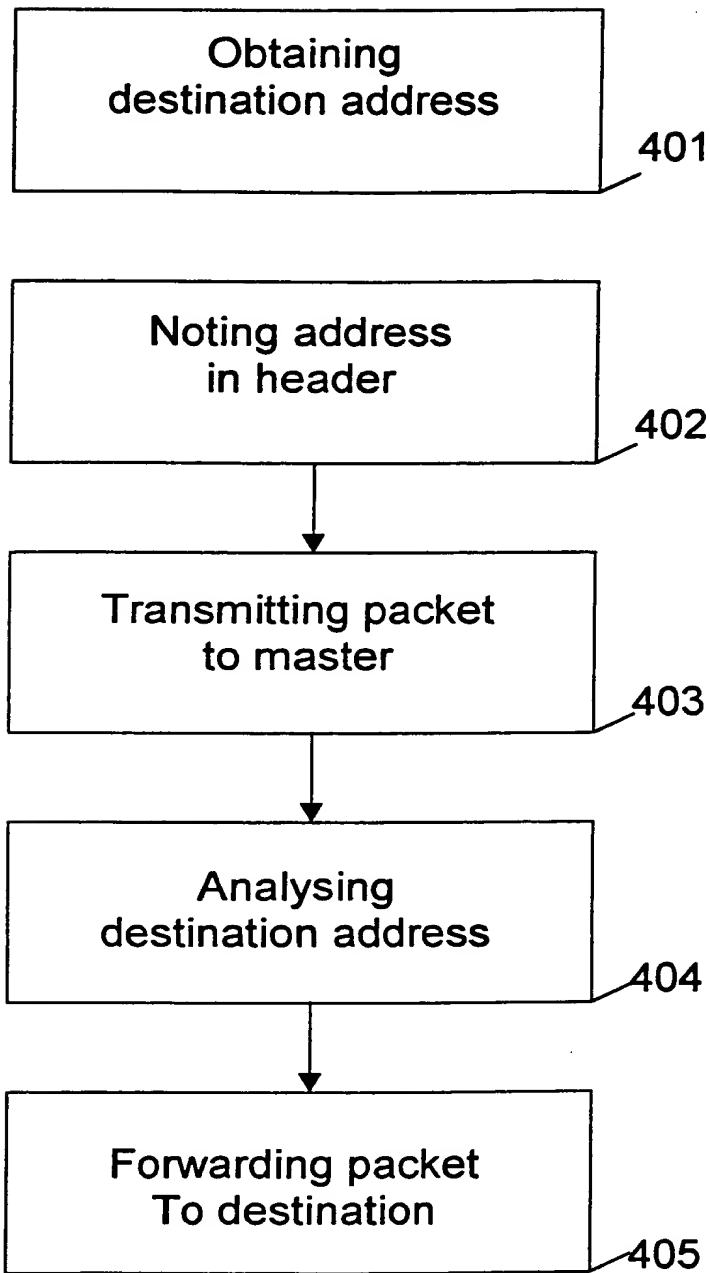 Obtaining
destination address
401
Noting address
in header
402
Transmitting packet
to master
403
Analysing
destination address
404
Forwarding packet
To destination
405